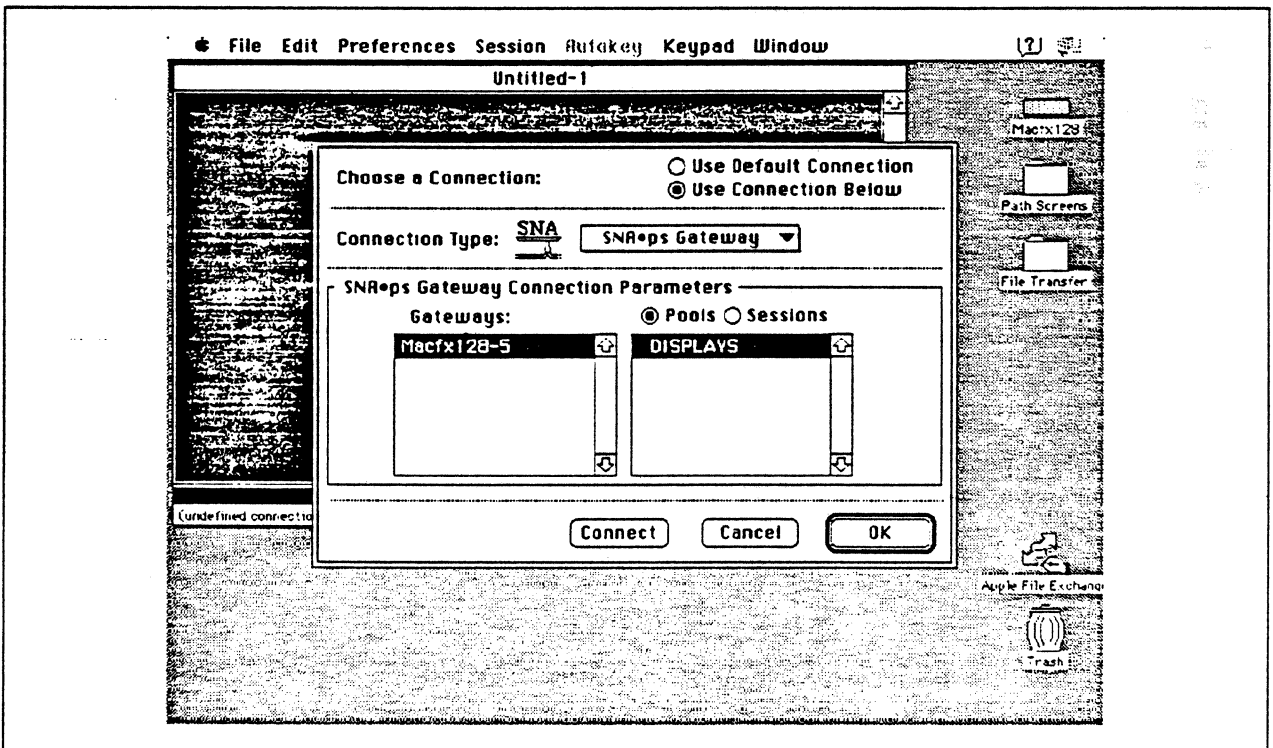 File Edit Preferences Session Autokey Keypad Window
Untitled-1
Macfx128
Path Screens
File Transfer
Choose a Connection:
Use Default Connection
Use Connection Below
Connection Type: SNA SNA•ps Gateway
SNA•ps Gateway Connection Parameters
Gateways: Pools Sessions
Macfx128-5 DISPLAYS
(undefined connectio
Connect Cancel OK
Apple File Exchang
Trash